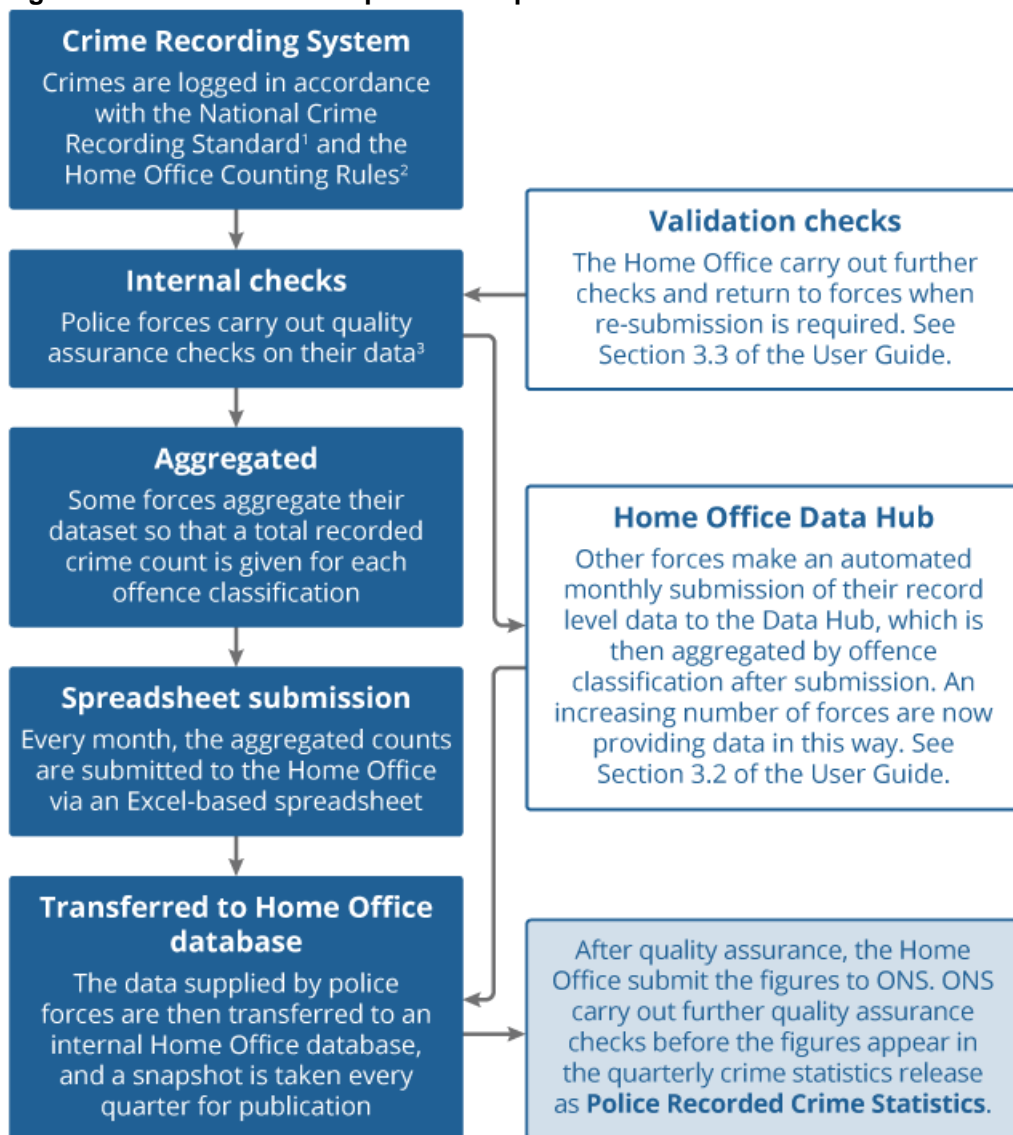 Crime Recording System
Crimes are logged in accordance
with the National Crime
Recording Standard¹ and the
Home Office Counting Rules²
Validation checks
The Home Office carry out further
checks and return to forces when
re-submission is required. See
Section 3.3 of the User Guide.
Internal checks
Police forces carry out quality
assurance checks on their data³
Aggregated
Some forces aggregate their
dataset so that a total recorded
crime count is given for each
offence classification
Home Office Data Hub
Other forces make an automated
monthly submission of their record
level data to the Data Hub, which is
then aggregated by offence
classification after submission. An
increasing number of forces are now
providing data in this way. See
Section 3.2 of the User Guide.
Spreadsheet submission
Every month, the aggregated counts
are submitted to the Home Office
via an Excel-based spreadsheet
Transferred to Home Office
database
The data supplied by police
forces are then transferred to an
internal Home Office database,
and a snapshot is taken every
quarter for publication
After quality assurance, the Home
Office submit the figures to ONS. ONS
carry out further quality assurance
checks before the figures appear in
the quarterly crime statistics release
as Police Recorded Crime Statistics.